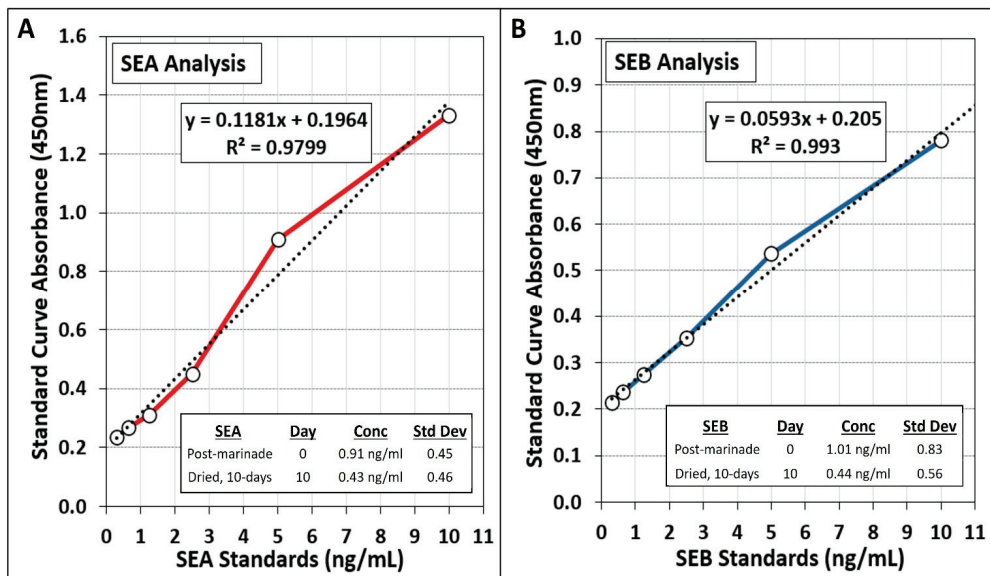 A
SEA Analysis
y = 0.1181x + 0.1964
R² = 0.9799
Standard Curve Absorbance (450nm)
1.6
1.4
1.2
1.0
0.8
0.6
0.4
0.2
0.0
SEA Day Conc Std Dev
Post-marinade 0 0.91 ng/ml 0.45
Dried, 10-days 10 0.43 ng/ml 0.46
0 1 2 3 4 5 6 7 8 9 10 11
SEA Standards (ng/mL)
B
SEB Analysis
y = 0.0593x + 0.205
R² = 0.993
Standard Curve Absorbance (450nm)
1.0
0.9
0.8
0.7
0.6
0.5
0.4
0.3
0.2
0.1
0.0
SEB Day Conc Std Dev
Post-marinade 0 1.01 ng/ml 0.83
Dried, 10-days 10 0.44 ng/ml 0.56
0 1 2 3 4 5 6 7 8 9 10 11
SEB Standards (ng/mL)